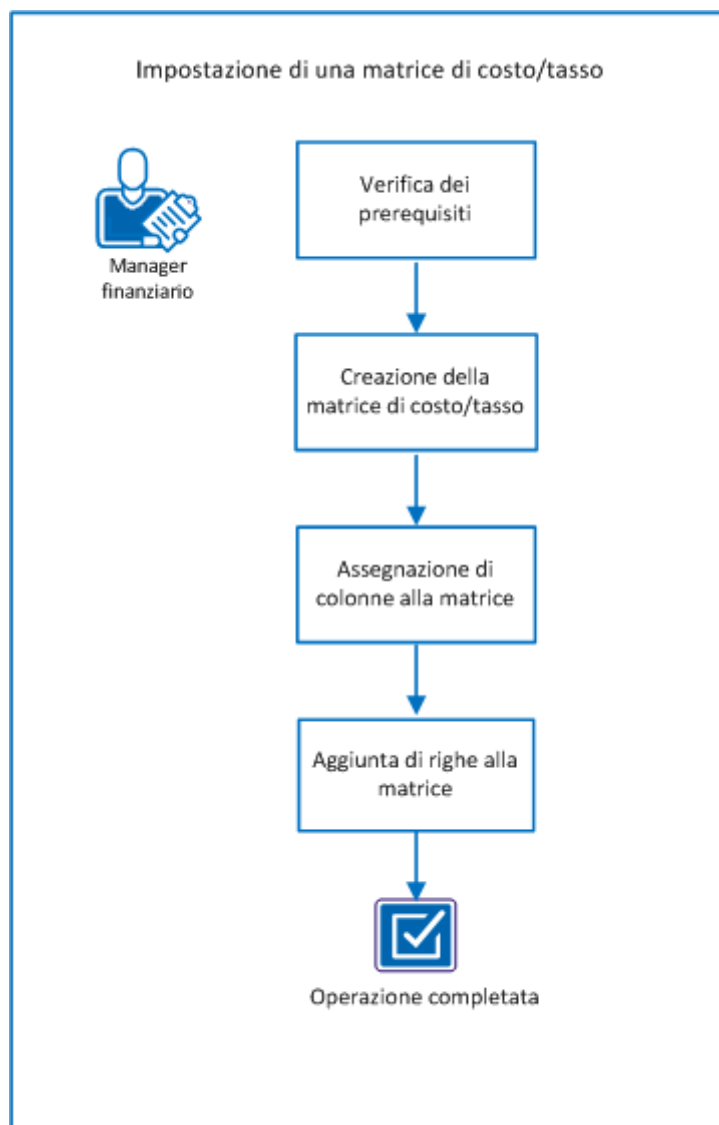 Impostazione di una matrice di costo/tasso
Manager
finanziario
Verifica dei
prerequisiti
Creazione della
matrice di costo/tasso
Assegnazione di
colonne alla matrice
Aggiunta di righe alla
matrice
Operazione completata